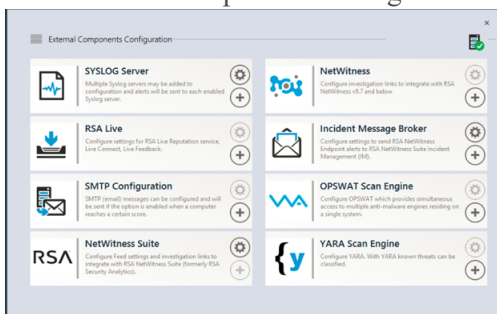 External Components Configuration
SYSLOG Server
Multiple Syslog servers may be added to
configuration and alerts will be sent to each enabled
Syslog server.
NetWitness
Configure investigation links to integrate with RSA
NetWitness v9.7 and below
RSA Live
Configure settings for RSA Live Reputation service,
Live Connect, Live Feedback.
Incident Message Broker
Configure settings to send RSA NetWitness
Endpoint alerts to RSA NetWitness Suite Incident
Management (IM).
SMTP Configuration
SMTP (email) messages can be configured and will
be sent if the option is enabled when a computer
reaches a certain score.
OPSWAT Scan Engine
Configure OPSWAT which provides simultaneous
access to multiple anti-malware engines residing on
a single system.
RSA
NetWitness Suite
Configure Feed settings and investigation links to
integrate with RSA NetWitness Suite (formerly RSA
Security Analytics).
{y
YARA Scan Engine
Configure YARA. With YARA known threats can be
classified.